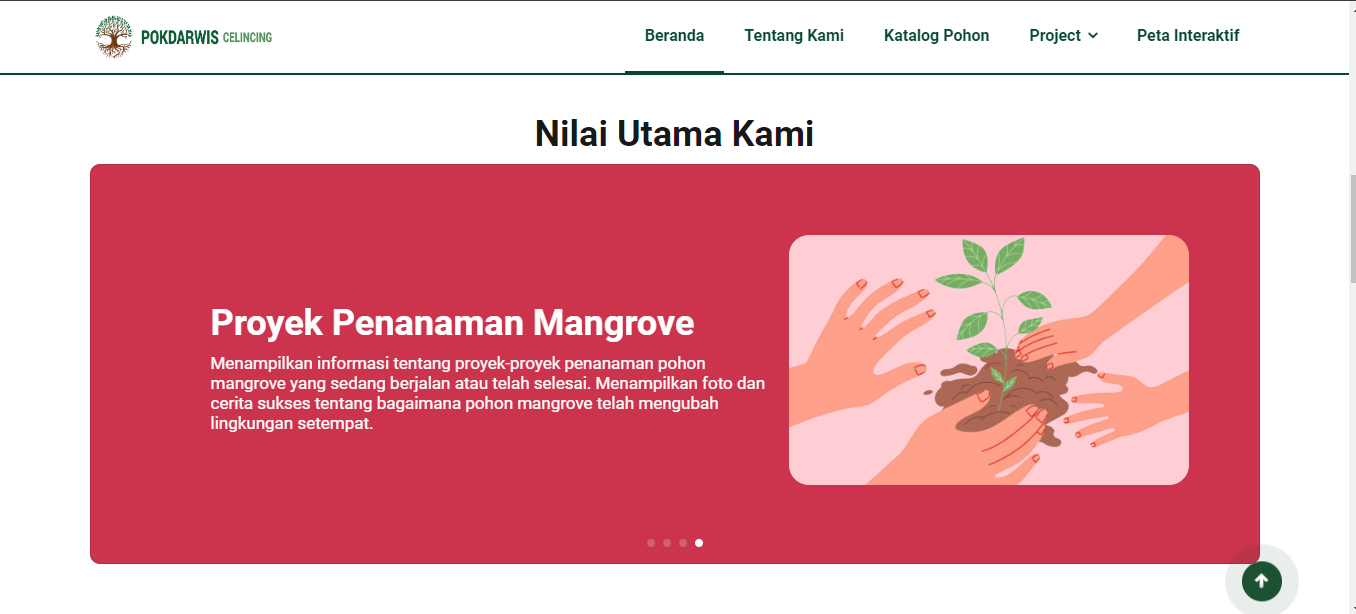 POKDARWIS CELINCING
Beranda
Tentang Kami
Katalog Pohon
Project
Peta Interaktif
Nilai Utama Kami
Proyek Penanaman Mangrove
Menampilkan informasi tentang proyek-proyek penanaman pohon
mangrove yang sedang berjalan atau telah selesai. Menampilkan foto dan
cerita sukses tentang bagaimana pohon mangrove telah mengubah
lingkungan setempat.